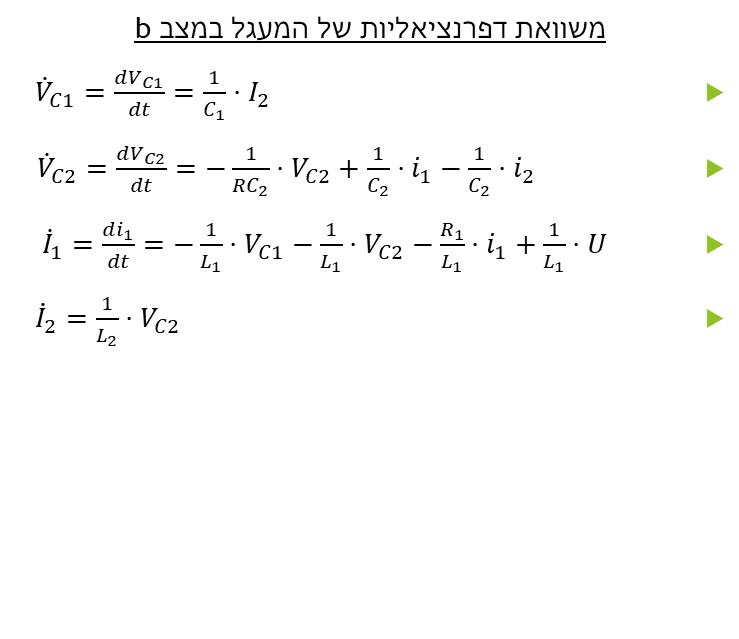 משוואת דפרנציאליות של המעגל במצב b
V̇_C1 = dV_C1/dt = 1/C_1 · I_2
V̇_C2 = dV_C2/dt = − 1/RC_2 · V_C2 + 1/C_2 · i_1 − 1/C_2 · i_2
İ_1 = di_1/dt = − 1/L_1 · V_C1 − 1/L_1 · V_C2 − R_1/L_1 · i_1 + 1/L_1 · U
İ_2 = 1/L_2 · V_C2